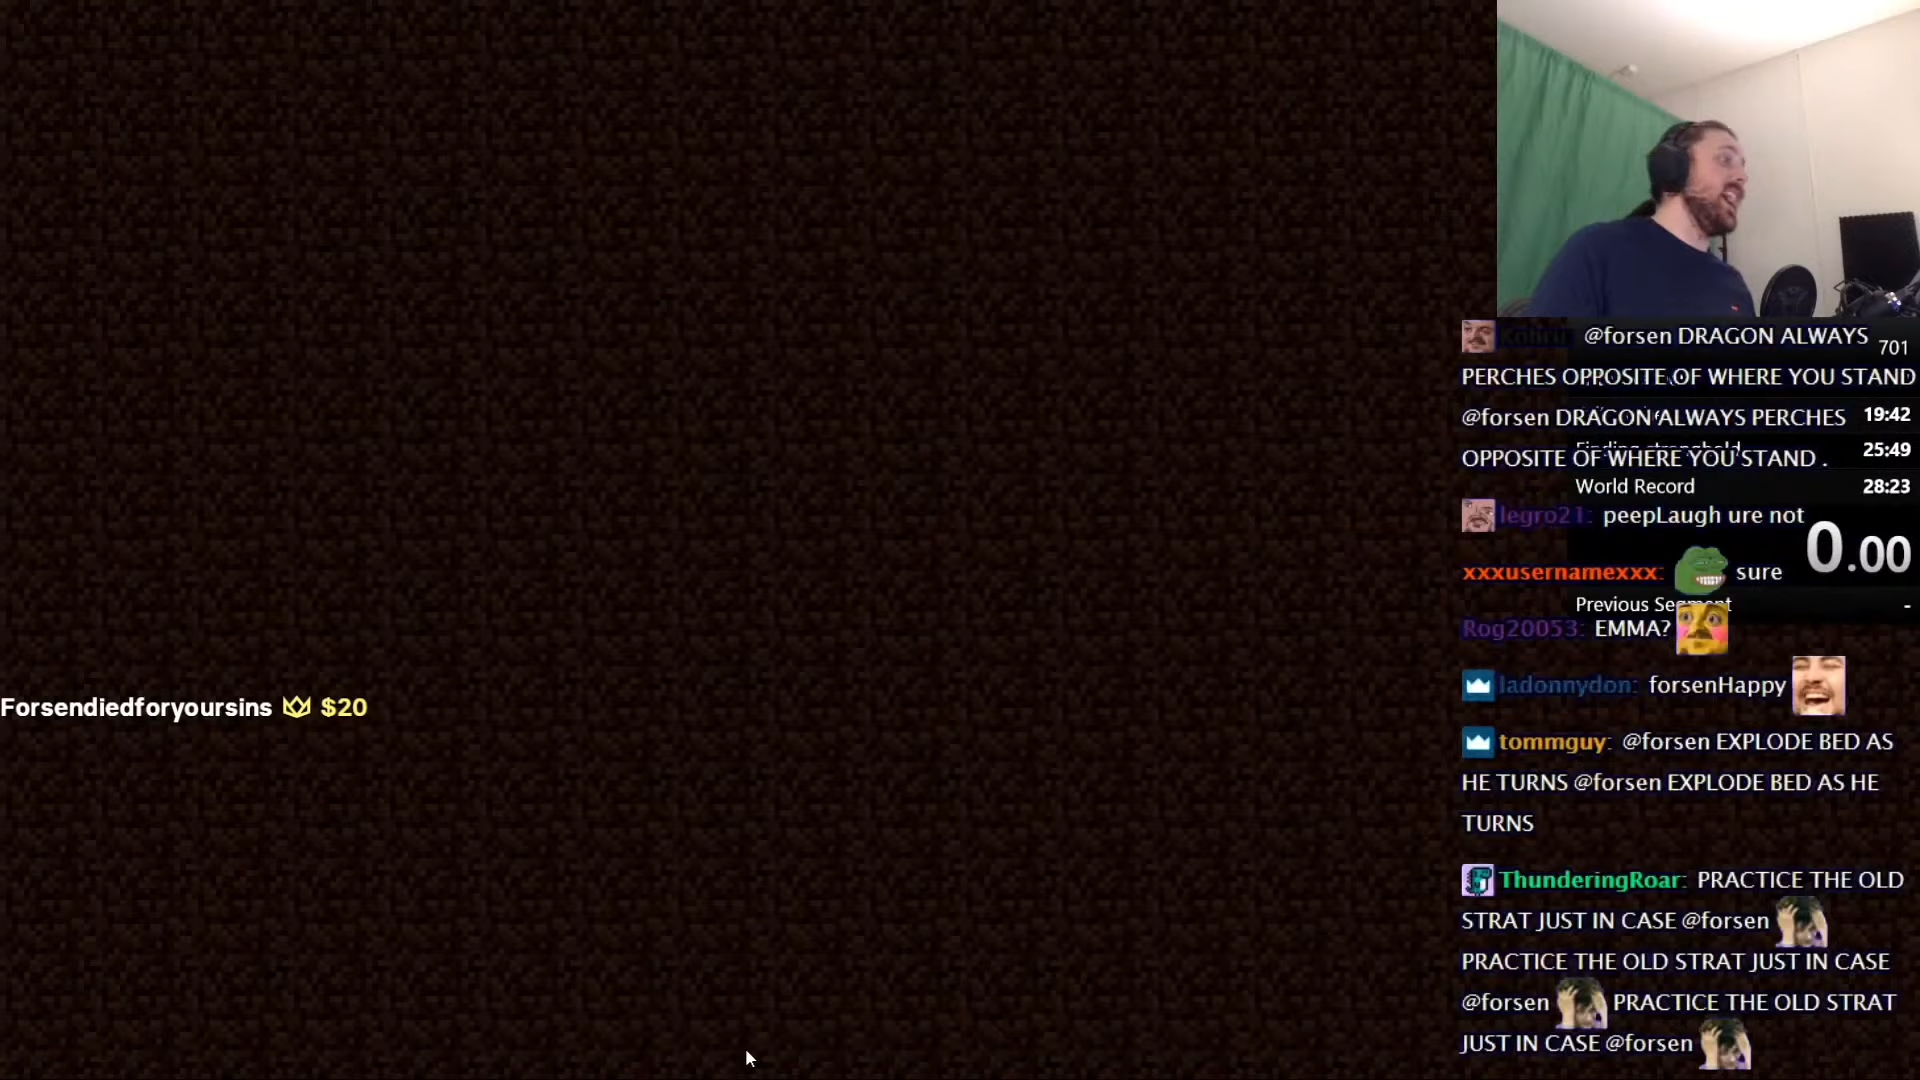 @forsen DRAGON ALWAYS
701
PERCHES OPPOSITE OF WHERE YOU STAND
@forsen DRAGON ALWAYS PERCHES
19:42
Finding stronghold
25:49
OPPOSITE OF WHERE YOU STAND .
World Record
28:23
legro21: peepLaugh ure not
0.00
xxxusernamexxx: sure
Previous Segment
-
Rog20053: EMMA?
ladonnydon: forsenHappy
Forsendiedforyoursins $20
tommguy: @forsen EXPLODE BED AS
HE TURNS @forsen EXPLODE BED AS HE
TURNS
ThunderingRoar: PRACTICE THE OLD
STRAT JUST IN CASE @forsen
PRACTICE THE OLD STRAT JUST IN CASE
@forsen PRACTICE THE OLD STRAT
JUST IN CASE @forsen